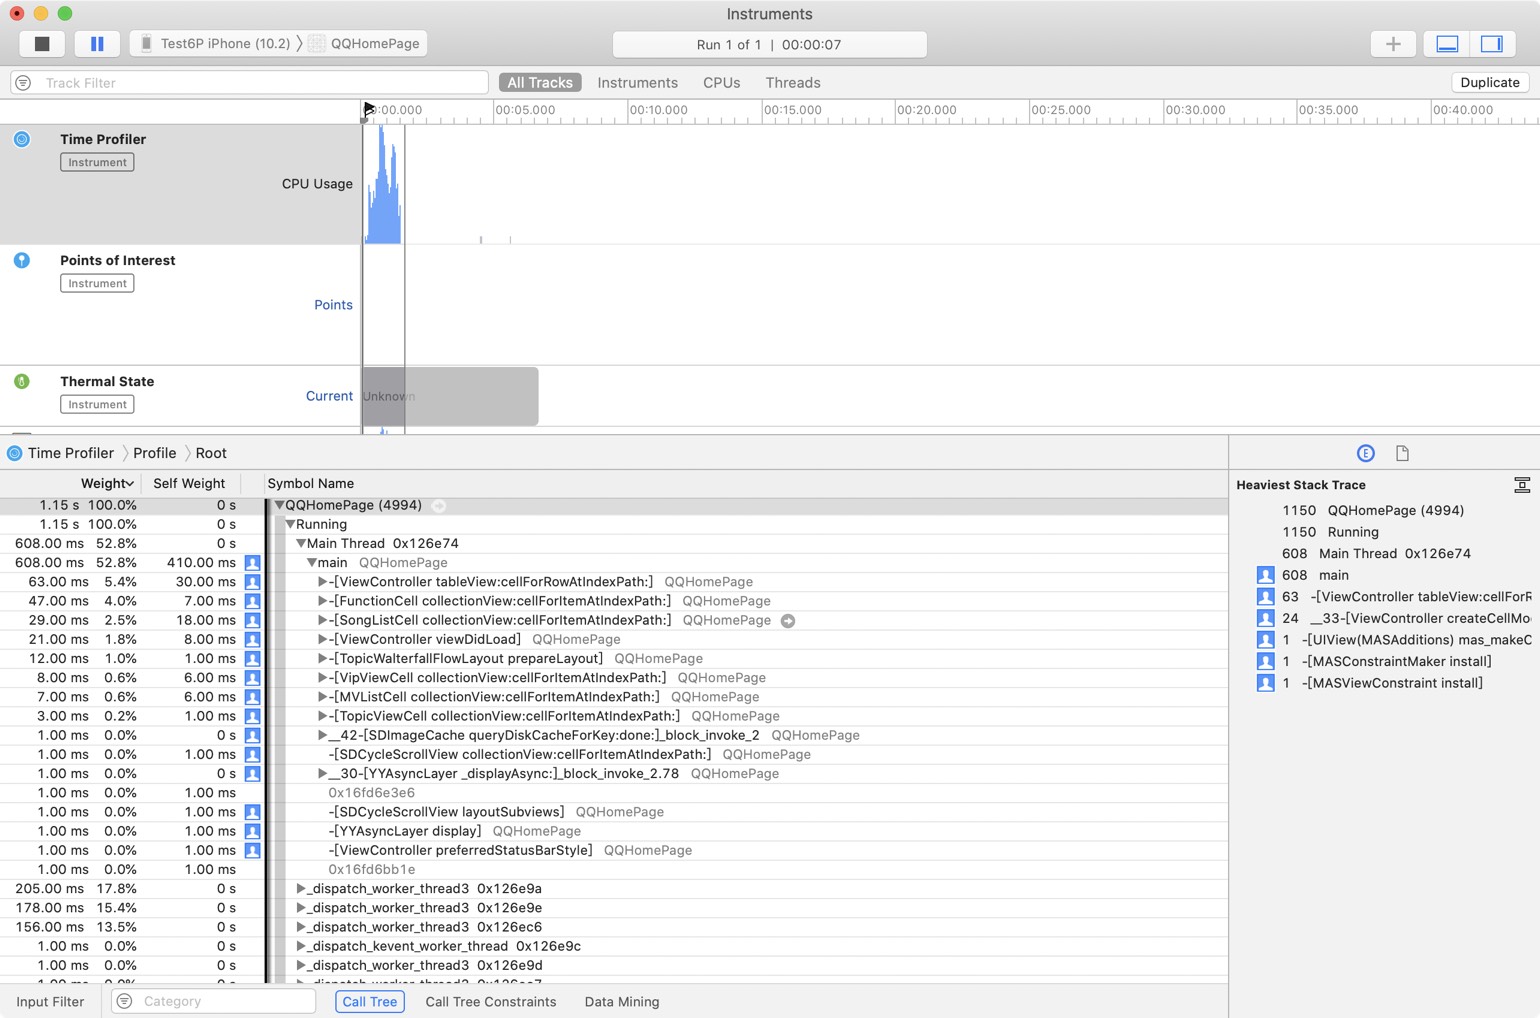 Instruments
Test6P iPhone (10.2) QQHomePage
Run 1 of 1 | 00:00:07
Track Filter
All Tracks Instruments CPUs Threads
Duplicate
00:00.000 00:05.000 00:10.000 00:15.000 00:20.000 00:25.000 00:30.000 00:35.000 00:40.000
Time Profiler
Instrument
CPU Usage
Points of Interest
Instrument
Points
Thermal State
Instrument
Current
Unknown
Time Profiler Profile Root
Weight Self Weight Symbol Name
1.15 s 100.0% 0 s QQHomePage (4994)
1.15 s 100.0% 0 s Running
608.00 ms 52.8% 0 s Main Thread 0x126e74
608.00 ms 52.8% 410.00 ms main QQHomePage
63.00 ms 5.4% 30.00 ms -[ViewController tableView:cellForRowAtIndexPath:] QQHomePage
47.00 ms 4.0% 7.00 ms -[FunctionCell collectionView:cellForItemAtIndexPath:] QQHomePage
29.00 ms 2.5% 18.00 ms -[SongListCell collectionView:cellForItemAtIndexPath:] QQHomePage
21.00 ms 1.8% 8.00 ms -[ViewController viewDidLoad] QQHomePage
12.00 ms 1.0% 1.00 ms -[TopicWalterfallFlowLayout prepareLayout] QQHomePage
8.00 ms 0.6% 6.00 ms -[VipViewCell collectionView:cellForItemAtIndexPath:] QQHomePage
7.00 ms 0.6% 6.00 ms -[MVListCell collectionView:cellForItemAtIndexPath:] QQHomePage
3.00 ms 0.2% 1.00 ms -[TopicViewCell collectionView:cellForItemAtIndexPath:] QQHomePage
1.00 ms 0.0% 0 s __42-[SDImageCache queryDiskCacheForKey:done:]_block_invoke_2 QQHomePage
1.00 ms 0.0% 1.00 ms -[SDCycleScrollView collectionView:cellForItemAtIndexPath:] QQHomePage
1.00 ms 0.0% 0 s __30-[YYAsyncLayer _displayAsync:]_block_invoke_2.78 QQHomePage
1.00 ms 0.0% 1.00 ms 0x16fd6e3e6
1.00 ms 0.0% 1.00 ms -[SDCycleScrollView layoutSubviews] QQHomePage
1.00 ms 0.0% 1.00 ms -[YYAsyncLayer display] QQHomePage
1.00 ms 0.0% 1.00 ms -[ViewController preferredStatusBarStyle] QQHomePage
1.00 ms 0.0% 1.00 ms 0x16fd6bb1e
205.00 ms 17.8% 0 s _dispatch_worker_thread3 0x126e9a
178.00 ms 15.4% 0 s _dispatch_worker_thread3 0x126e9e
156.00 ms 13.5% 0 s _dispatch_worker_thread3 0x126ec6
1.00 ms 0.0% 0 s _dispatch_kevent_worker_thread 0x126e9c
1.00 ms 0.0% 0 s _dispatch_worker_thread3 0x126e9d
Heaviest Stack Trace
1150 QQHomePage (4994)
1150 Running
608 Main Thread 0x126e74
608 main
63 -[ViewController tableView:cellForR
24 __33-[ViewController createCellMo
1 -[UIView(MASAdditions) mas_makeC
1 -[MASConstraintMaker install]
1 -[MASViewConstraint install]
Input Filter Category Call Tree Call Tree Constraints Data Mining